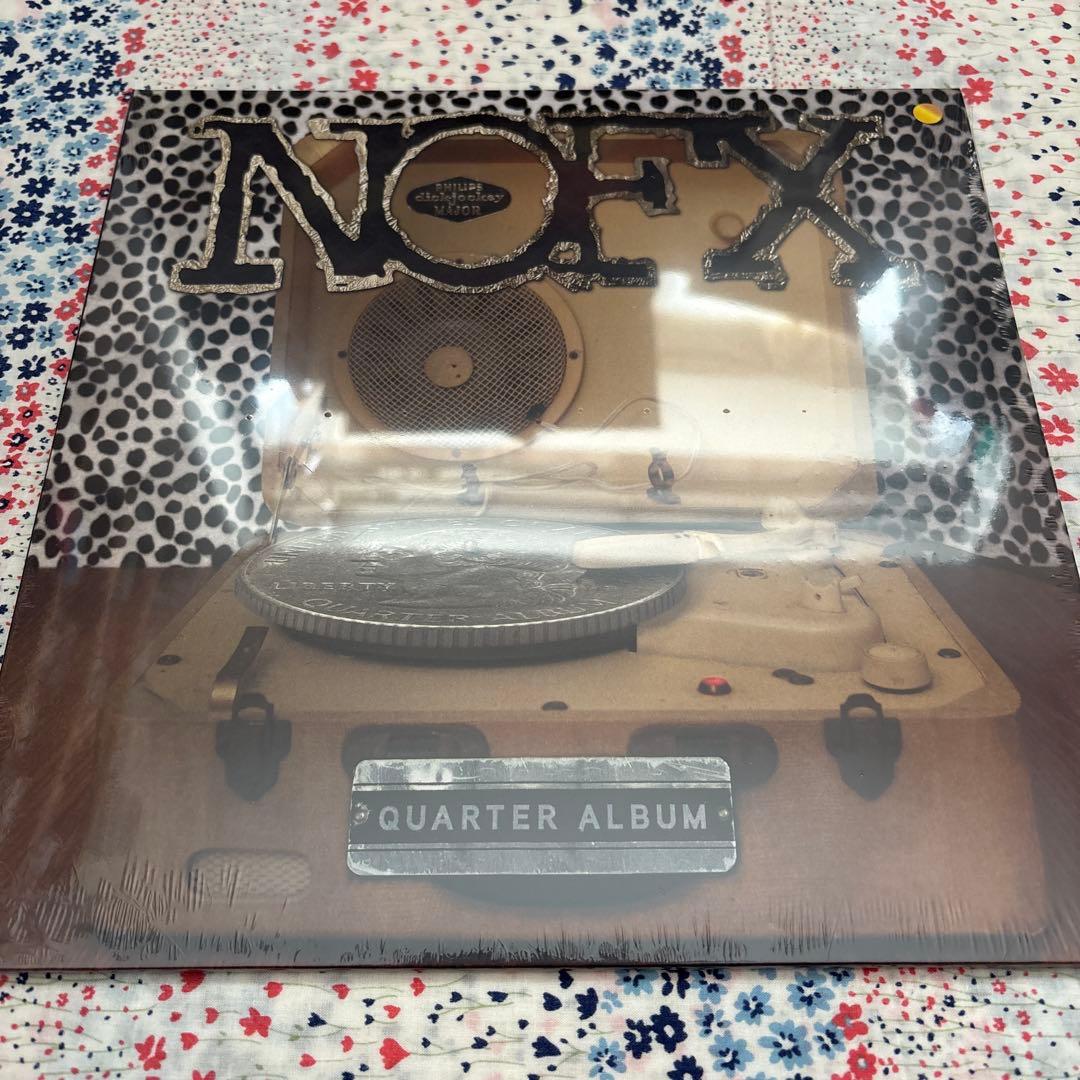 NOFX
PHILIPS
disk-jockey
MAJOR
LIBERTY
QUARTER ALBUM
QUARTER ALBUM